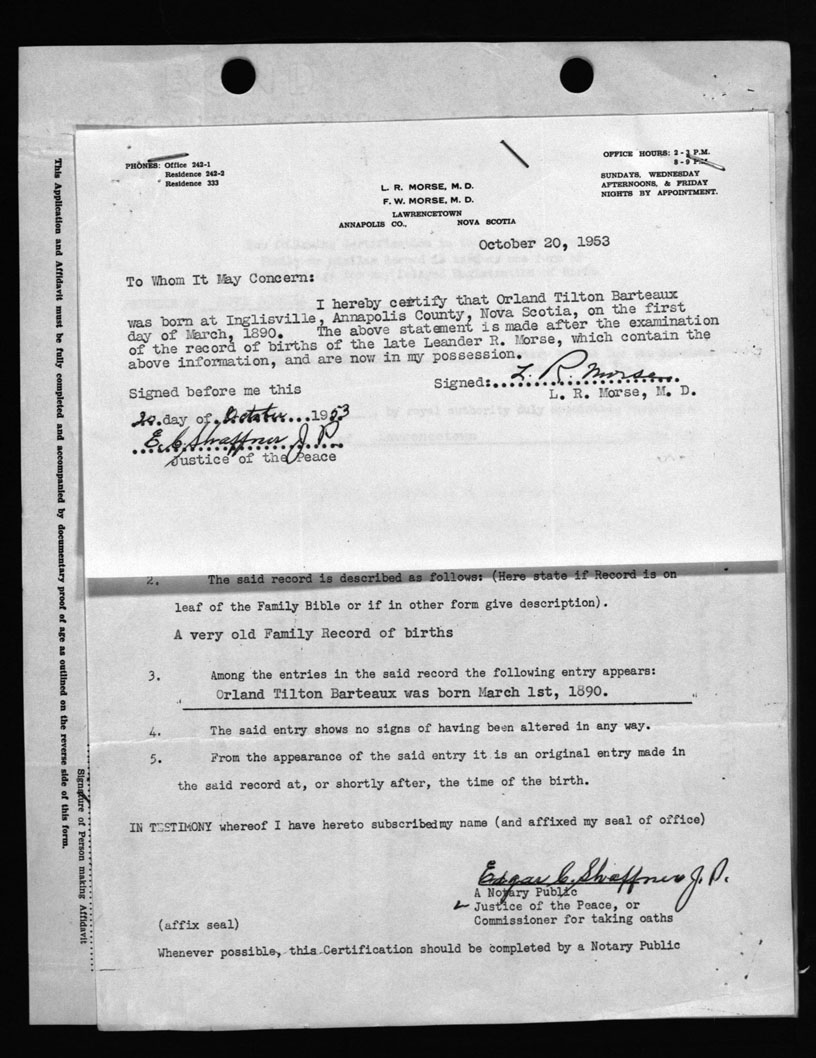 PHONES: Office 242-1
Residence 242-2
Residence 333
OFFICE HOURS: 2-3 P.M.
8-9 P.M.
SUNDAYS, WEDNESDAY
AFTERNOONS, & FRIDAY
NIGHTS BY APPOINTMENT.
L. R. MORSE, M. D.
F. W. MORSE, M. D.
LAWRENCETOWN
ANNAPOLIS CO., NOVA SCOTIA
October 20, 1953
To Whom It May Concern:
I hereby certify that Orland Tilton Barteaux
was born at Inglisville, Annapolis County, Nova Scotia, on the first
day of March, 1890. The above statement is made after the examination
of the record of births of the late Leander R. Morse, which contain the
above information, and are now in my possession.
Signed: L. R. Morse
L. R. Morse, M. D.
Signed before me this
20 day of October 1953
E. C. Shaffner J. P.
Justice of the Peace
2. The said record is described as follows: (Here state if Record is on
leaf of the Family Bible or if in other form give description).
A very old Family Record of births
3. Among the entries in the said record the following entry appears:
Orland Tilton Barteaux was born March 1st, 1890.
4. The said entry shows no signs of having been altered in any way.
5. From the appearance of the said entry it is an original entry made in
the said record at, or shortly after, the time of the birth.
IN TESTIMONY whereof I have hereto subscribed my name (and affixed my seal of office)
Edgar C. Shaffner J. P.
A Notary Public
Justice of the Peace, or
Commissioner for taking oaths
(affix seal)
Whenever possible, this Certification should be completed by a Notary Public
This Application and Affidavit must be fully completed and accompanied by documentary proof of age as outlined on the reverse side of this form.
Signature of Person making Affidavit